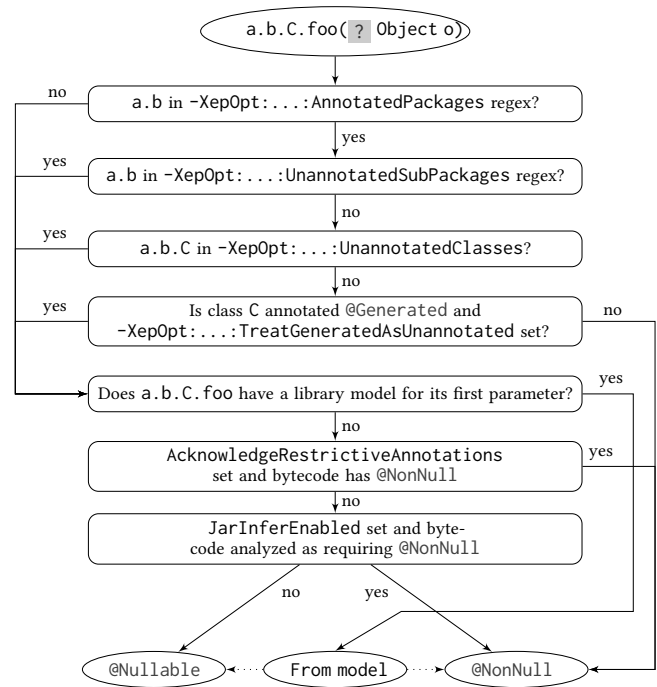 a.b.C.foo( ? Object o)
no
a.b in -XepOpt:...:AnnotatedPackages regex?
yes
yes
a.b in -XepOpt:...:UnannotatedSubPackages regex?
no
yes
a.b.C in -XepOpt:...:UnannotatedClasses?
no
yes
Is class C annotated @Generated and
-XepOpt:...:TreatGeneratedAsUnannotated set?
no
Does a.b.C.foo have a library model for its first parameter?
yes
no
AcknowledgeRestrictiveAnnotations
set and bytecode has @NonNull
yes
no
JarInferEnabled set and byte-
code analyzed as requiring @NonNull
no
yes
@Nullable
From model
@NonNull